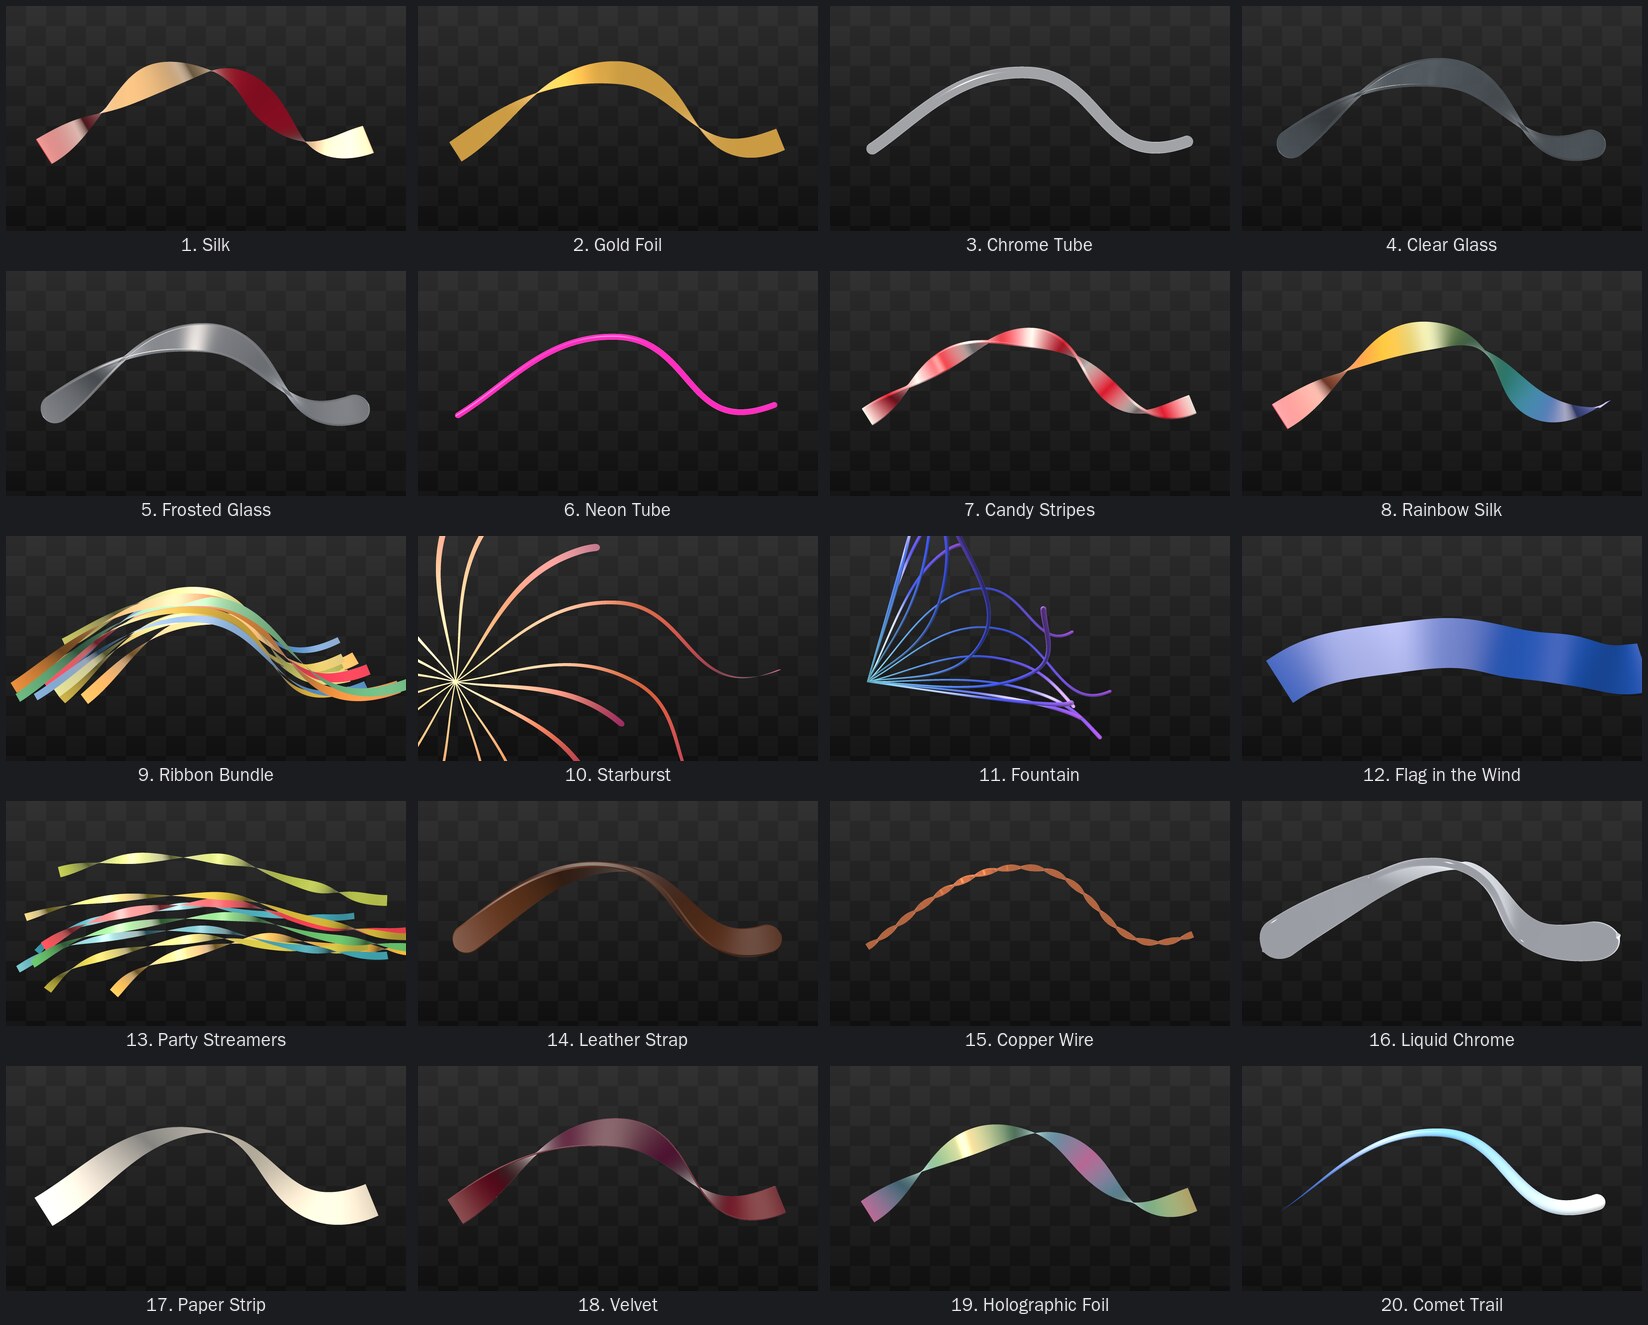 1. Silk
2. Gold Foil
3. Chrome Tube
4. Clear Glass
5. Frosted Glass
6. Neon Tube
7. Candy Stripes
8. Rainbow Silk
9. Ribbon Bundle
10. Starburst
11. Fountain
12. Flag in the Wind
13. Party Streamers
14. Leather Strap
15. Copper Wire
16. Liquid Chrome
17. Paper Strip
18. Velvet
19. Holographic Foil
20. Comet Trail